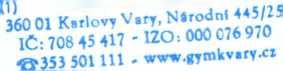 (1)
360 01 Karlovy Vary, Národní 445/25
IČ: 708 45 417 - IZO: 000 076 970
☎353 501 111 - www.gymkvary.cz